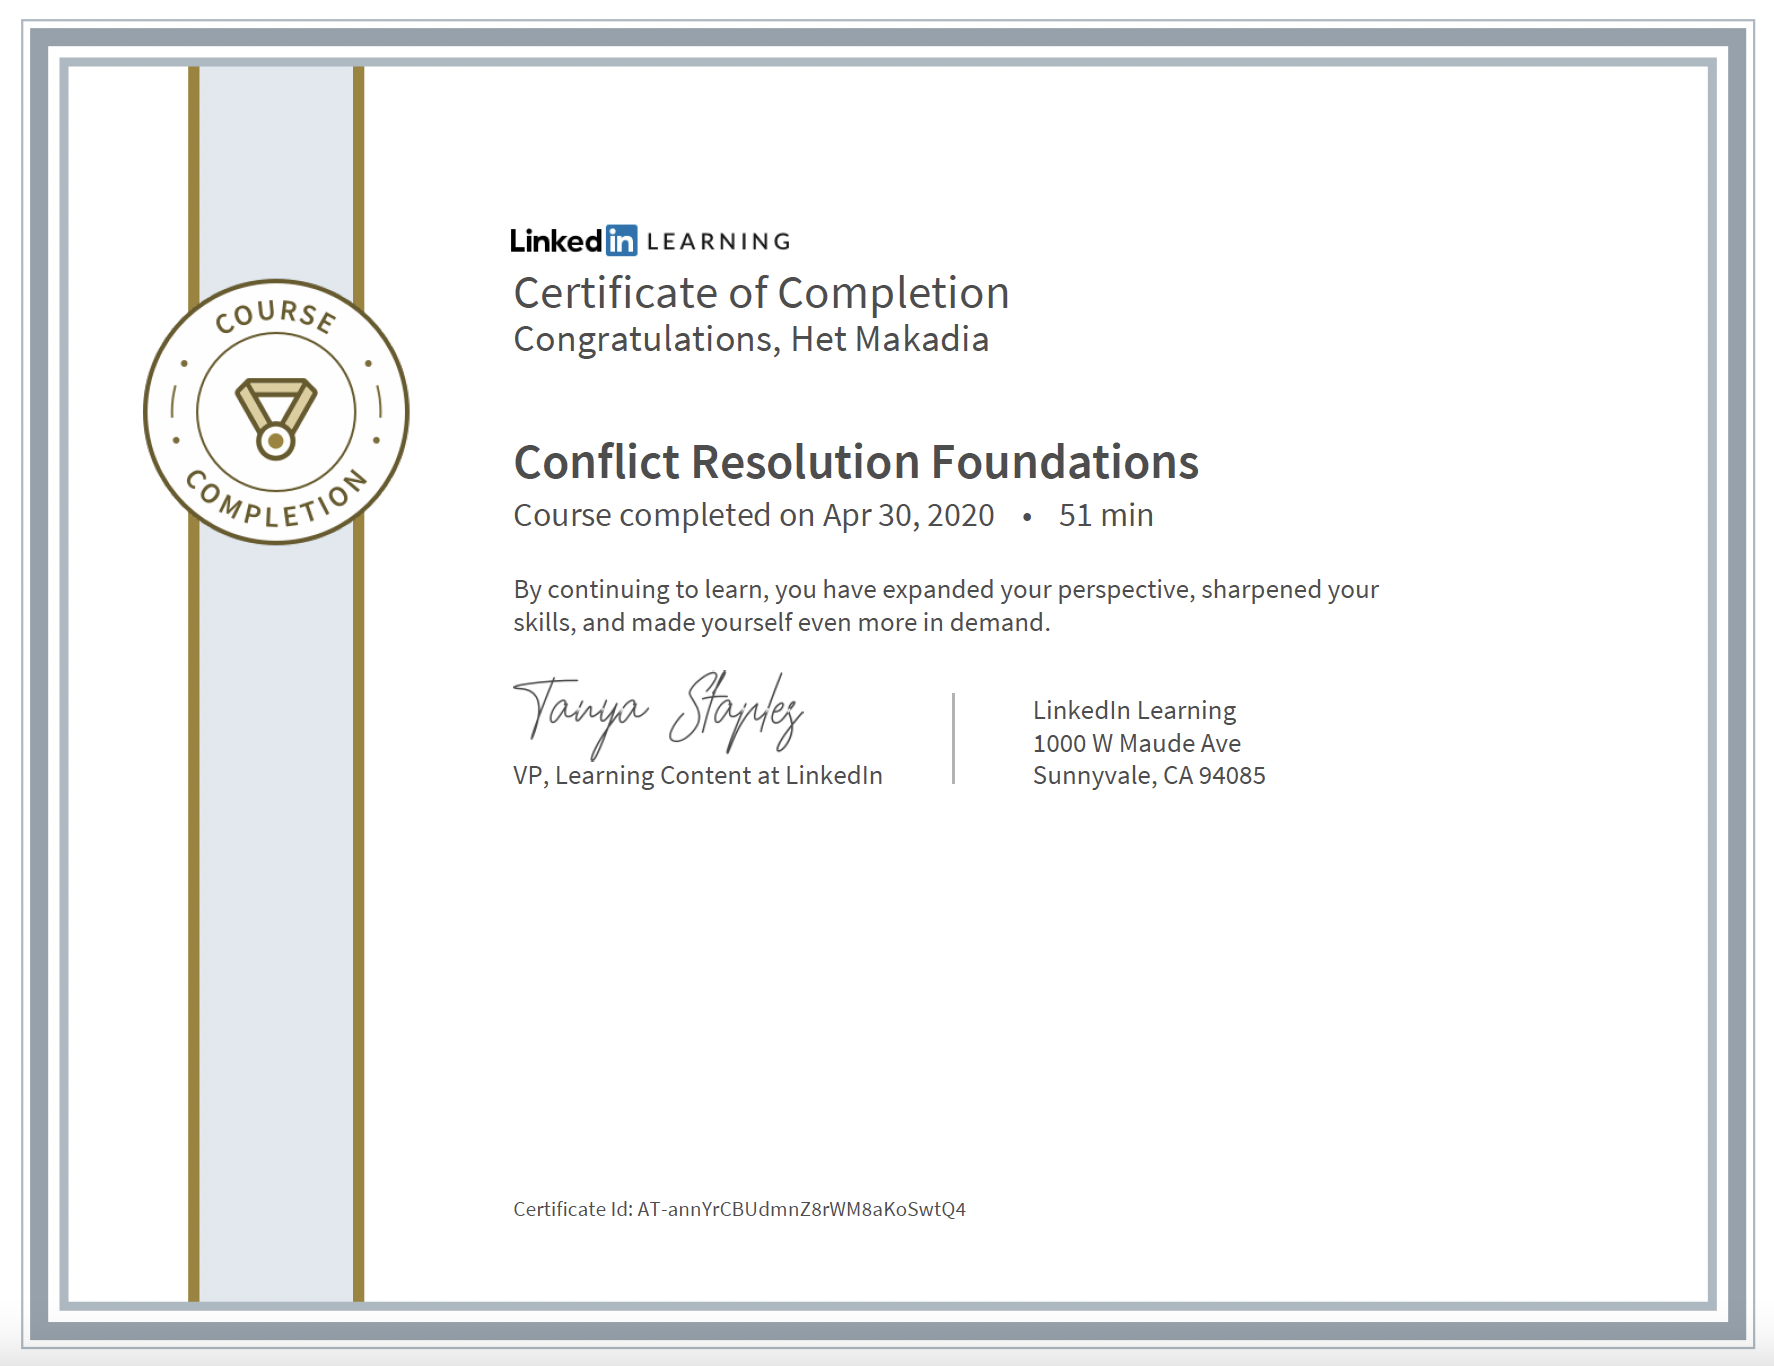 COURSE
COMPLETION
Linked in LEARNING
Certificate of Completion
Congratulations, Het Makadia
Conflict Resolution Foundations
Course completed on Apr 30, 2020 • 51 min
By continuing to learn, you have expanded your perspective, sharpened your
skills, and made yourself even more in demand.
Tanya Staples
VP, Learning Content at LinkedIn
LinkedIn Learning
1000 W Maude Ave
Sunnyvale, CA 94085
Certificate Id: AT-annYrCBUdmnZ8rWM8aKoSwtQ4